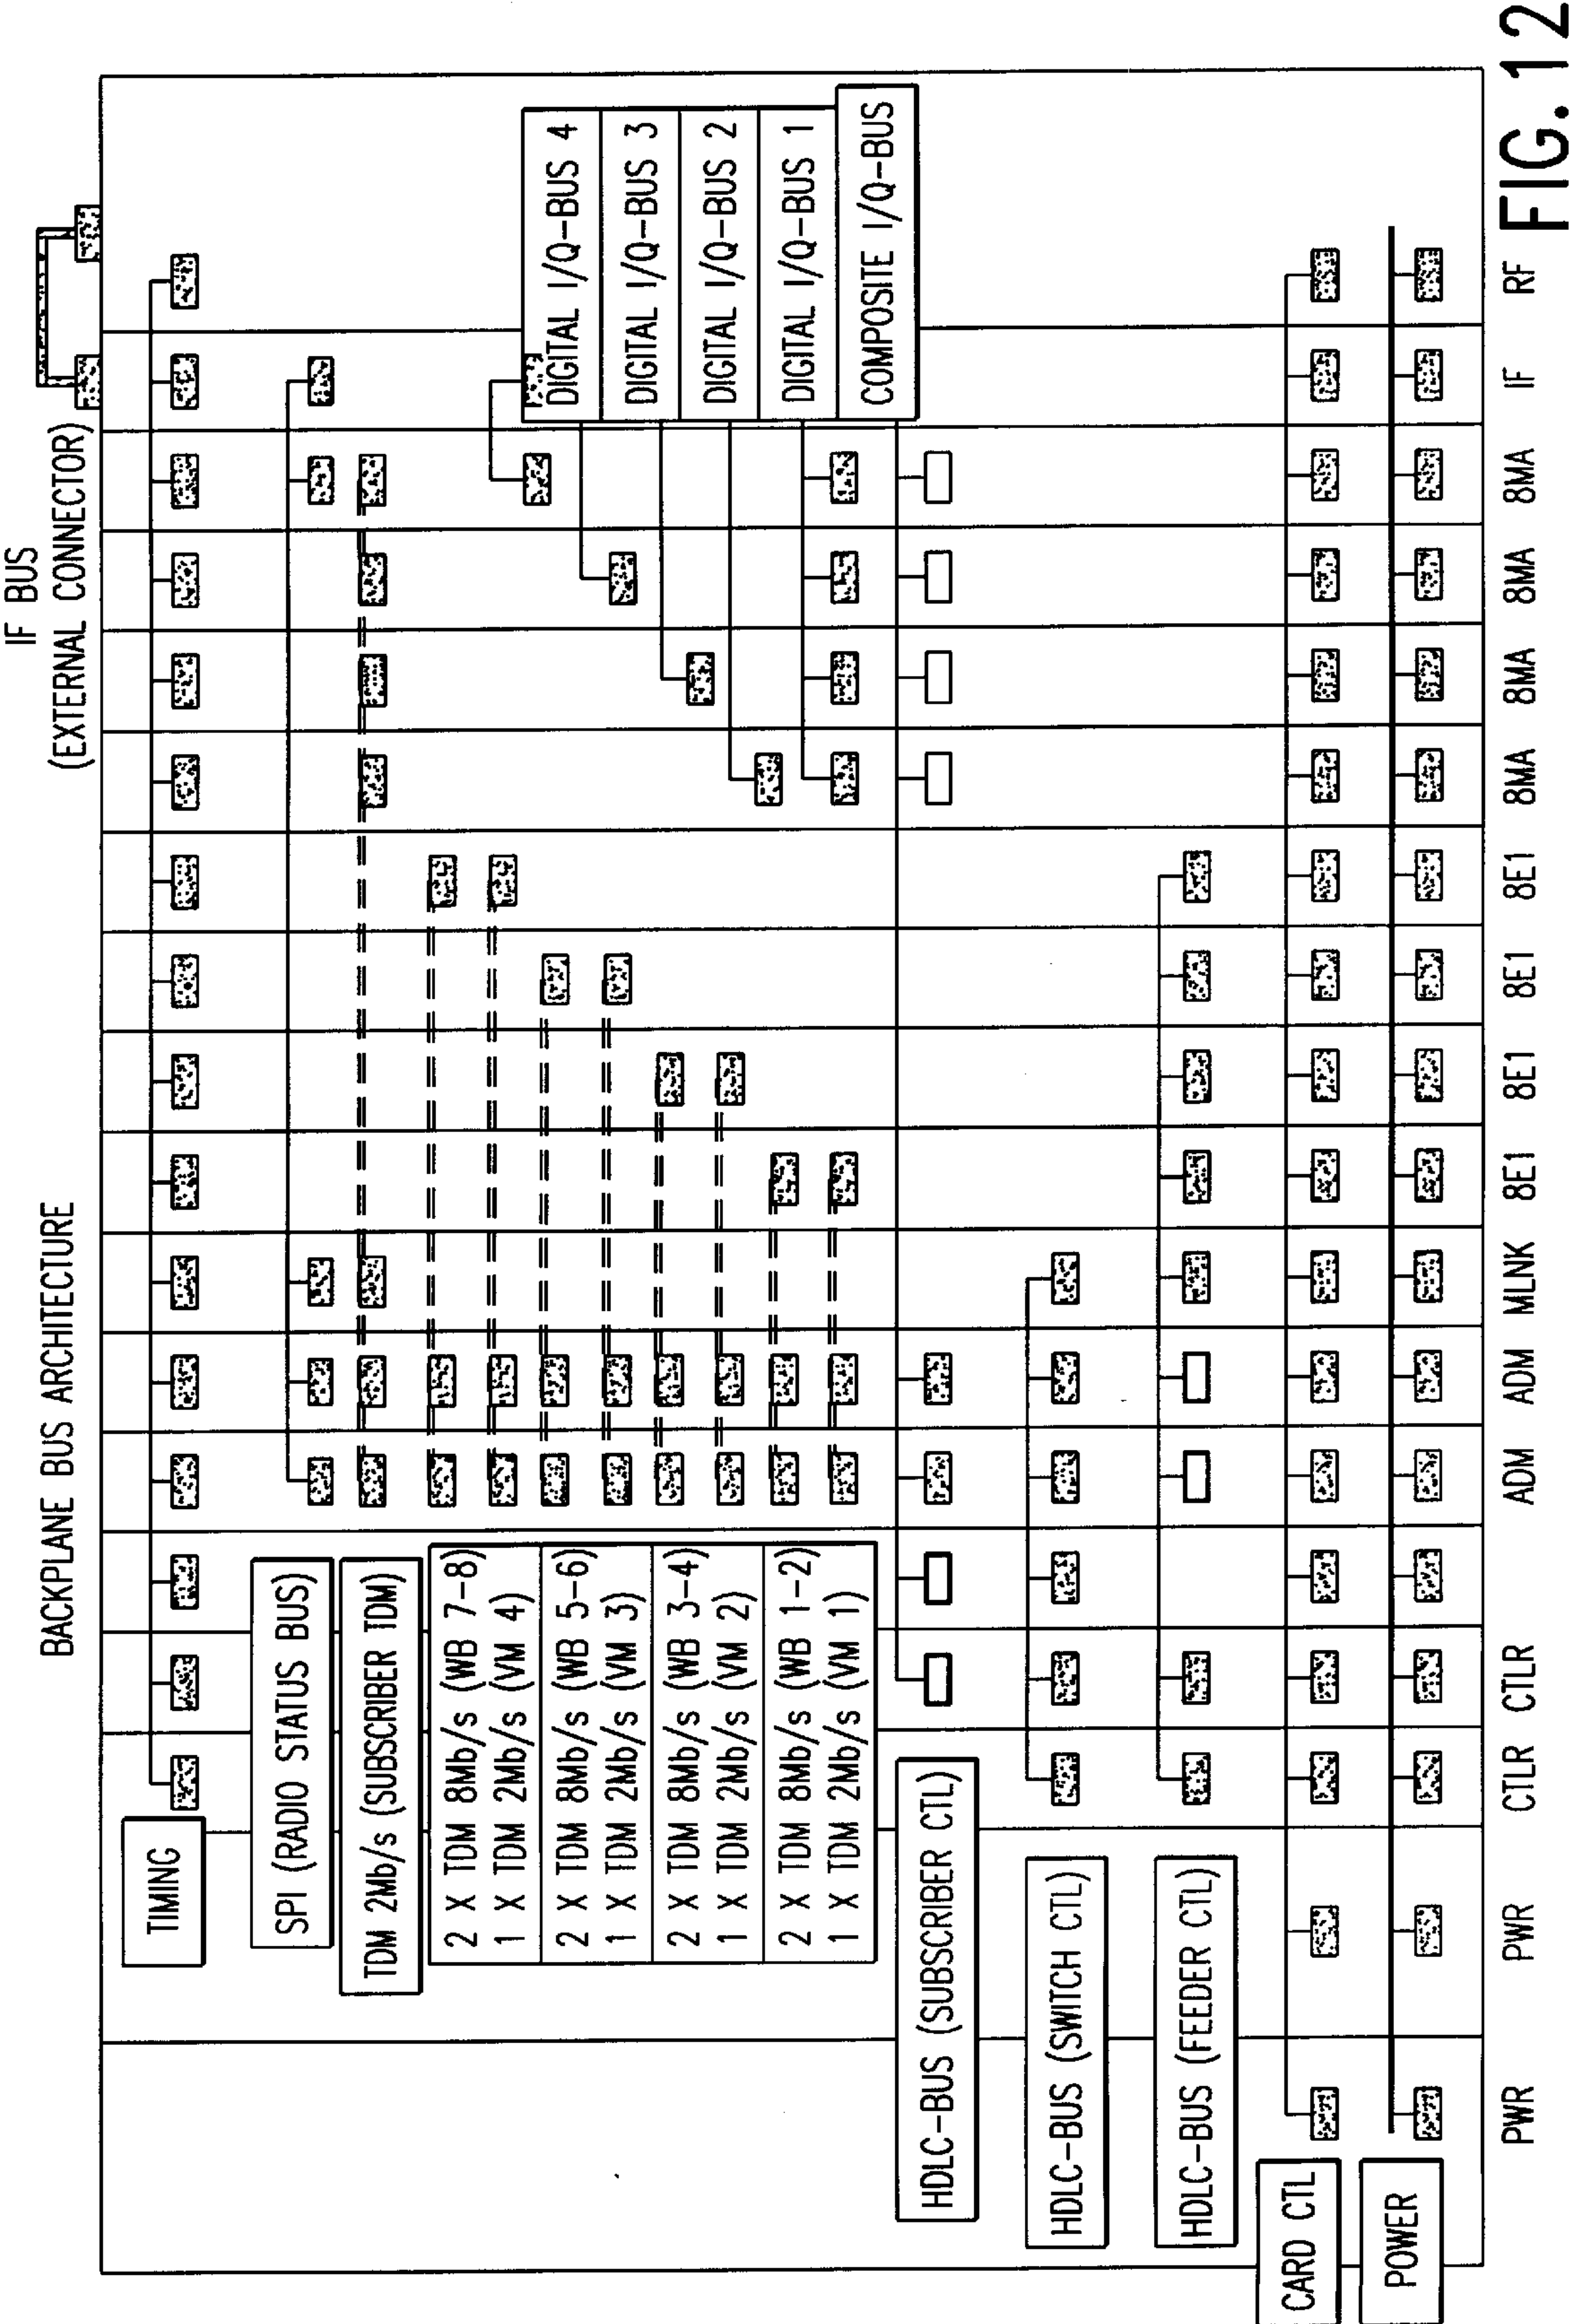 BACKPLANE BUS ARCHITECTURE
IF BUS
(EXTERNAL CONNECTOR)
TIMING
SPI (RADIO STATUS BUS)
TDM 2Mb/s (SUBSCRIBER TDM)
2 X TDM 8Mb/s (WB 7-8)
1 X TDM 2Mb/s (VM 4)
2 X TDM 8Mb/s (WB 5-6)
1 X TDM 2Mb/s (VM 3)
2 X TDM 8Mb/s (WB 3-4)
1 X TDM 2Mb/s (VM 2)
2 X TDM 8Mb/s (WB 1-2)
1 X TDM 2Mb/s (VM 1)
DIGITAL I/Q-BUS 4
DIGITAL I/Q-BUS 3
DIGITAL I/Q-BUS 2
DIGITAL I/Q-BUS 1
COMPOSITE I/Q-BUS
HDLC-BUS (SUBSCRIBER CTL)
HDLC-BUS (SWITCH CTL)
HDLC-BUS (FEEDER CTL)
CARD CTL
POWER
PWR PWR CTLR CTLR ADM ADM MLNK 8E1 8E1 8E1 8E1 8MA 8MA 8MA 8MA IF RF
FIG. 12